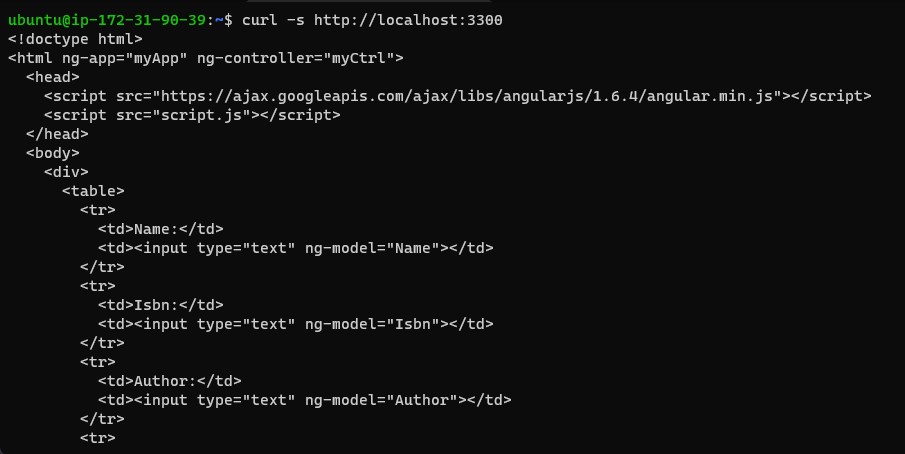 ubuntu@ip-172-31-90-39:~$ curl -s http://localhost:3300
<!doctype html>
<html ng-app="myApp" ng-controller="myCtrl">
  <head>
    <script src="https://ajax.googleapis.com/ajax/libs/angularjs/1.6.4/angular.min.js"></script>
    <script src="script.js"></script>
  </head>
  <body>
    <div>
      <table>
        <tr>
          <td>Name:</td>
          <td><input type="text" ng-model="Name"></td>
        </tr>
        <tr>
          <td>Isbn:</td>
          <td><input type="text" ng-model="Isbn"></td>
        </tr>
        <tr>
          <td>Author:</td>
          <td><input type="text" ng-model="Author"></td>
        </tr>
        <tr>